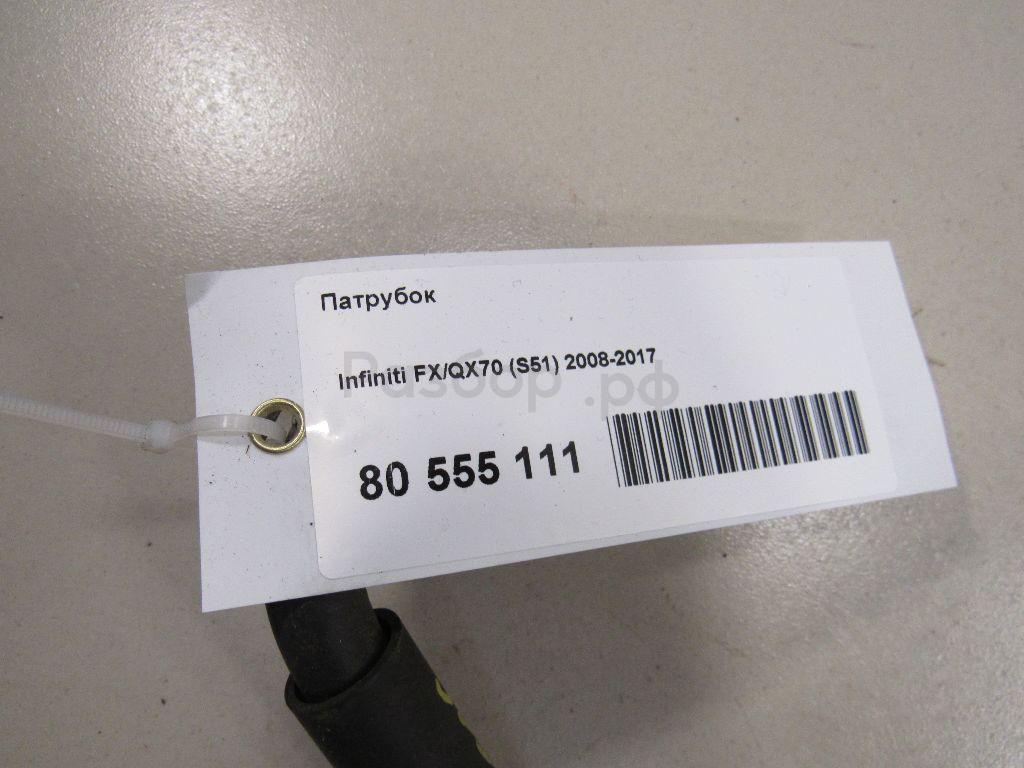 Патрубок
Infiniti FX/QX70 (S51) 2008-2017
Разбор.рф
80 555 111